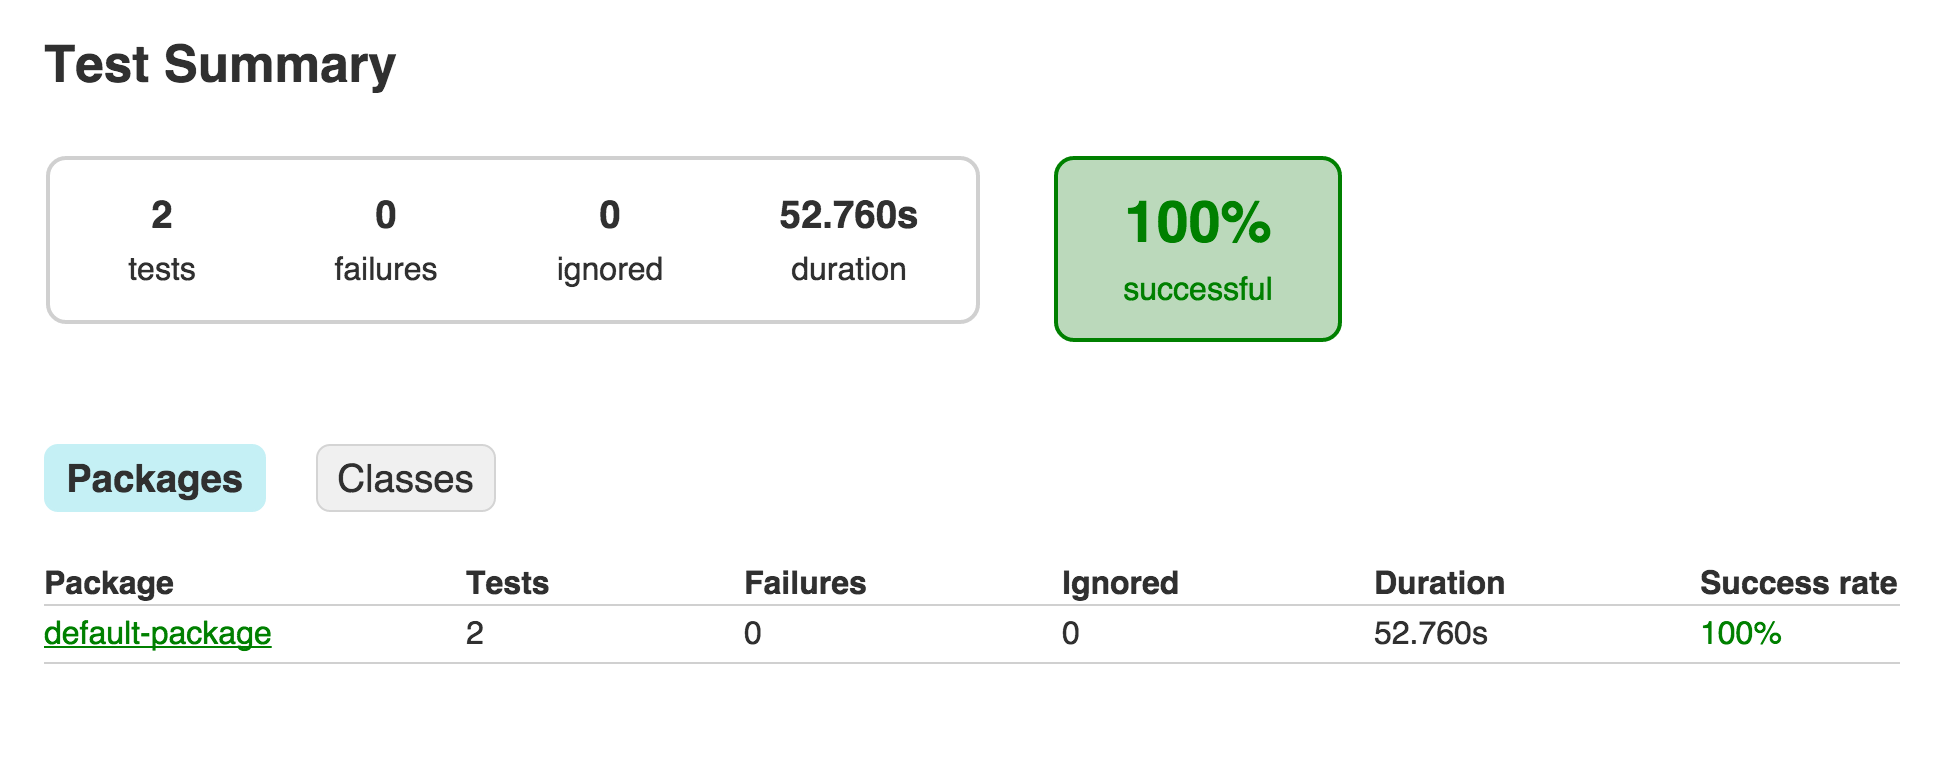 Test Summary
2 0 0 52.760s
tests failures ignored duration
100%
successful
Packages Classes
Package Tests Failures Ignored Duration Success rate
default-package 2 0 0 52.760s 100%